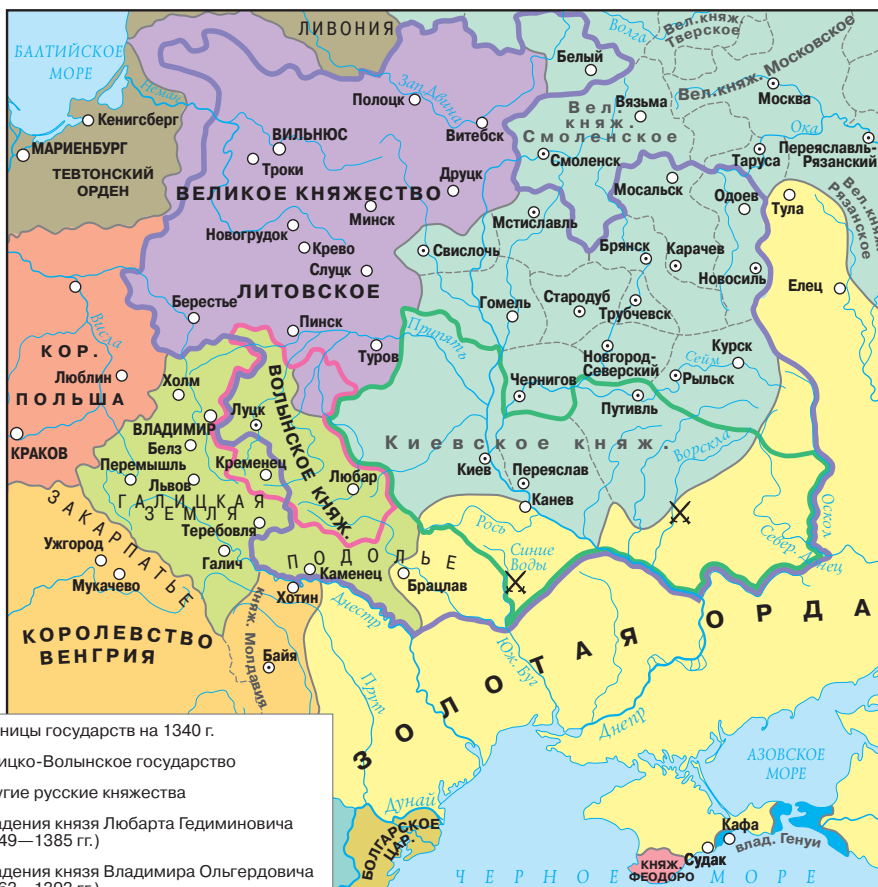 ЛИВОНИЯ
БАЛТИЙСКОЕ
МОРЕ
Неман
Зап.Двина
Волга
Вел.княж.
Тверское
Вел.княж. Московское
Белый
Москва
Полоцк
Вязьма
Вел.
княж.
Смоленское
Кенигсберг
МАРИЕНБУРГ
ТЕВТОНСКИЙ
ОРДЕН
ВИЛЬНЮС
Троки
Витебск
Смоленск
Ока
Таруса
Переяславль-
Рязанский
Вел.княж.
Рязанское
ВЕЛИКОЕ КНЯЖЕСТВО
Друцк
Мосальск
Одоев
Тула
Минск
Новогрудок
Крево
Слуцк
Мстиславль
Свислочь
Брянск
Карачев
Новосиль
Елец
ЛИТОВСКОЕ
Берестье
Пинск
Туров
Гомель
Стародуб
Трубчевск
Висла
КОР.
ПОЛЬША
Люблин
КРАКОВ
Припять
Новгород-
Северский
Сейм
Курск
Рыльск
Чернигов
Путивль
Холм
ВЛАДИМИР
Луцк
ВОЛЫНСКОЕ КНЯЖ.
Белз
Перемышль
Львов
Кременец
Любар
ГАЛИЦКАЯ
ЗЕМЛЯ
Теребовля
Галич
Киевское княж.
Киев
Переяслав
Канев
Ворскла
Оскол
Север. Донец
Рось
Синие
Воды
ПОДОЛЬЕ
Каменец
Брацлав
Хотин
Днестр
ЗАКАРПАТЬЕ
Ужгород
Мукачево
КОРОЛЕВСТВО
ВЕНГРИЯ
княж. Молдавия
Байя
Прут
Юж. Буг
Днепр
ЗОЛОТАЯ ОРДА
Дунай
БОЛГАРСКОЕ
ЦАР.
АЗОВСКОЕ
МОРЕ
Кафа
Судак
влад. Генуи
КНЯЖ.
ФЕОДОРО
ЧЕРНОЕ МОРЕ
ницы государств на 1340 г.
ицко-Волынское государство
угие русские княжества
адения князя Любарта Гедиминовича
49—1385 гг.)
адения князя Владимира Ольгердовича